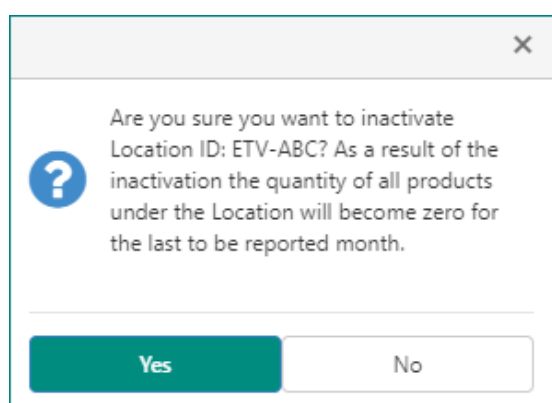 Are you sure you want to inactivate
Location ID: ETV-ABC? As a result of the
inactivation the quantity of all products
under the Location will become zero for
the last to be reported month.
Yes
No